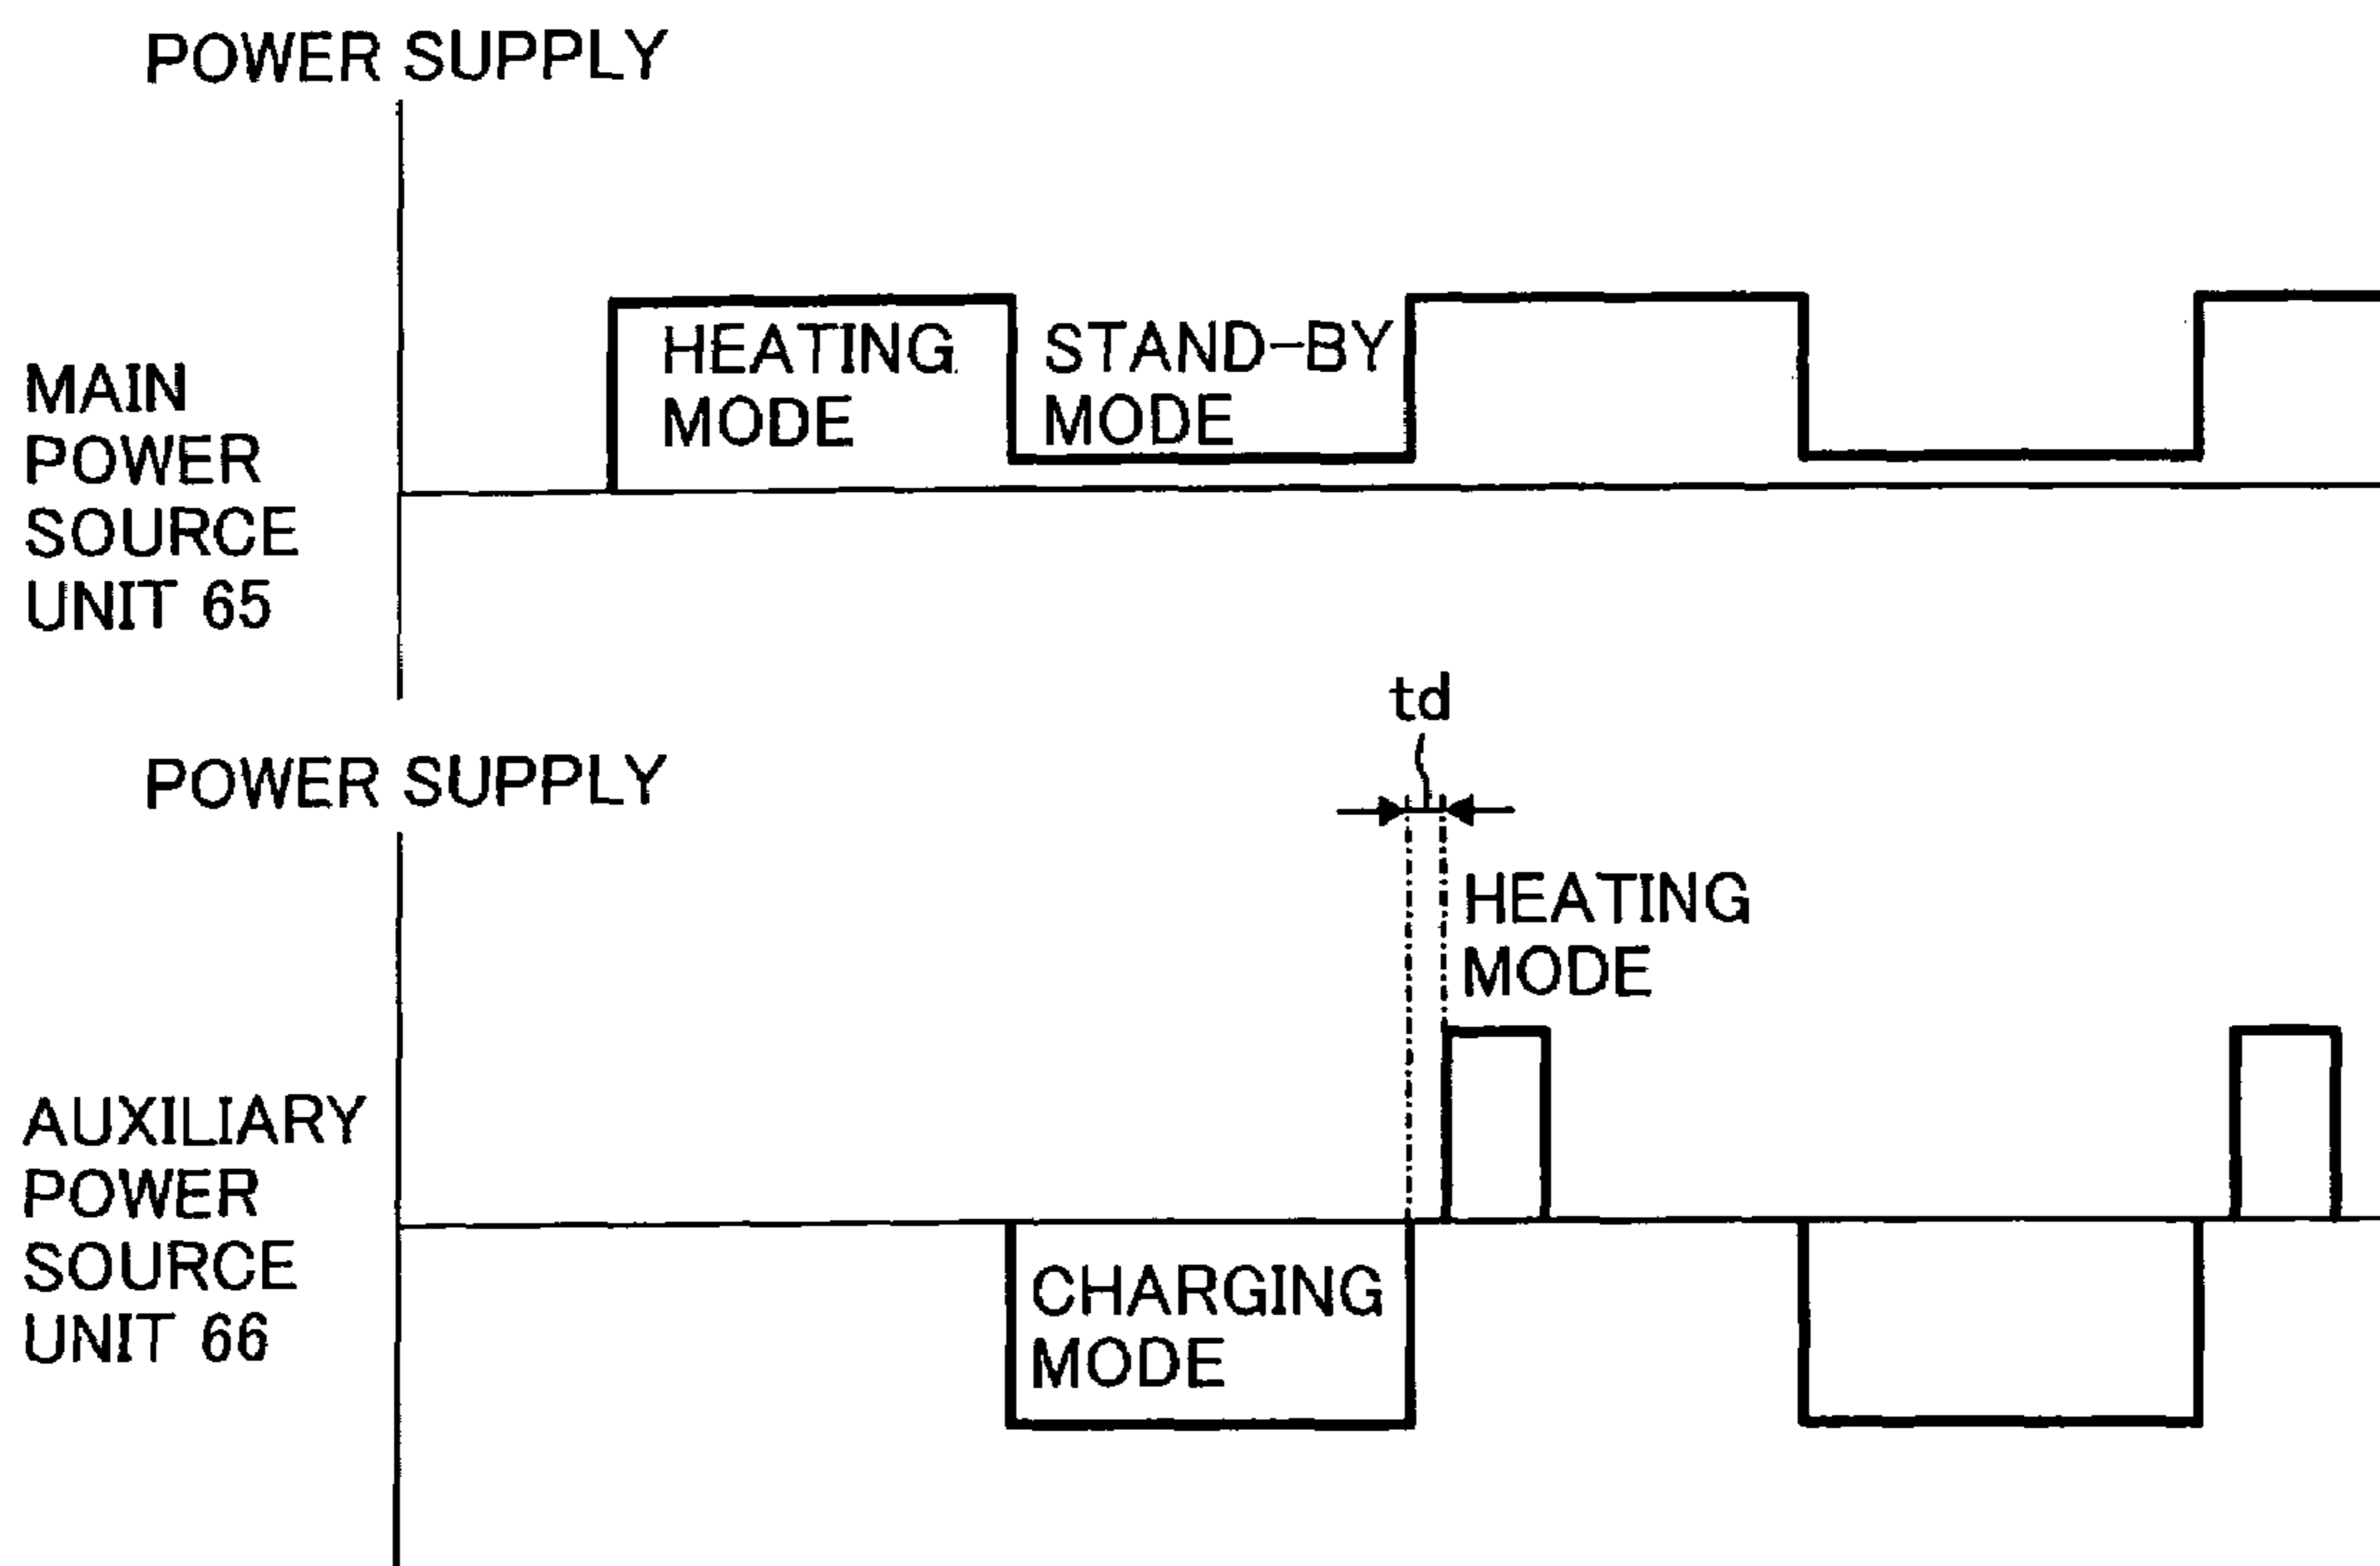 POWER SUPPLY
HEATING
MODE
STAND-BY
MODE
MAIN
POWER
SOURCE
UNIT 65
td
POWER SUPPLY
HEATING
MODE
AUXILIARY
POWER
SOURCE
UNIT 66
CHARGING
MODE